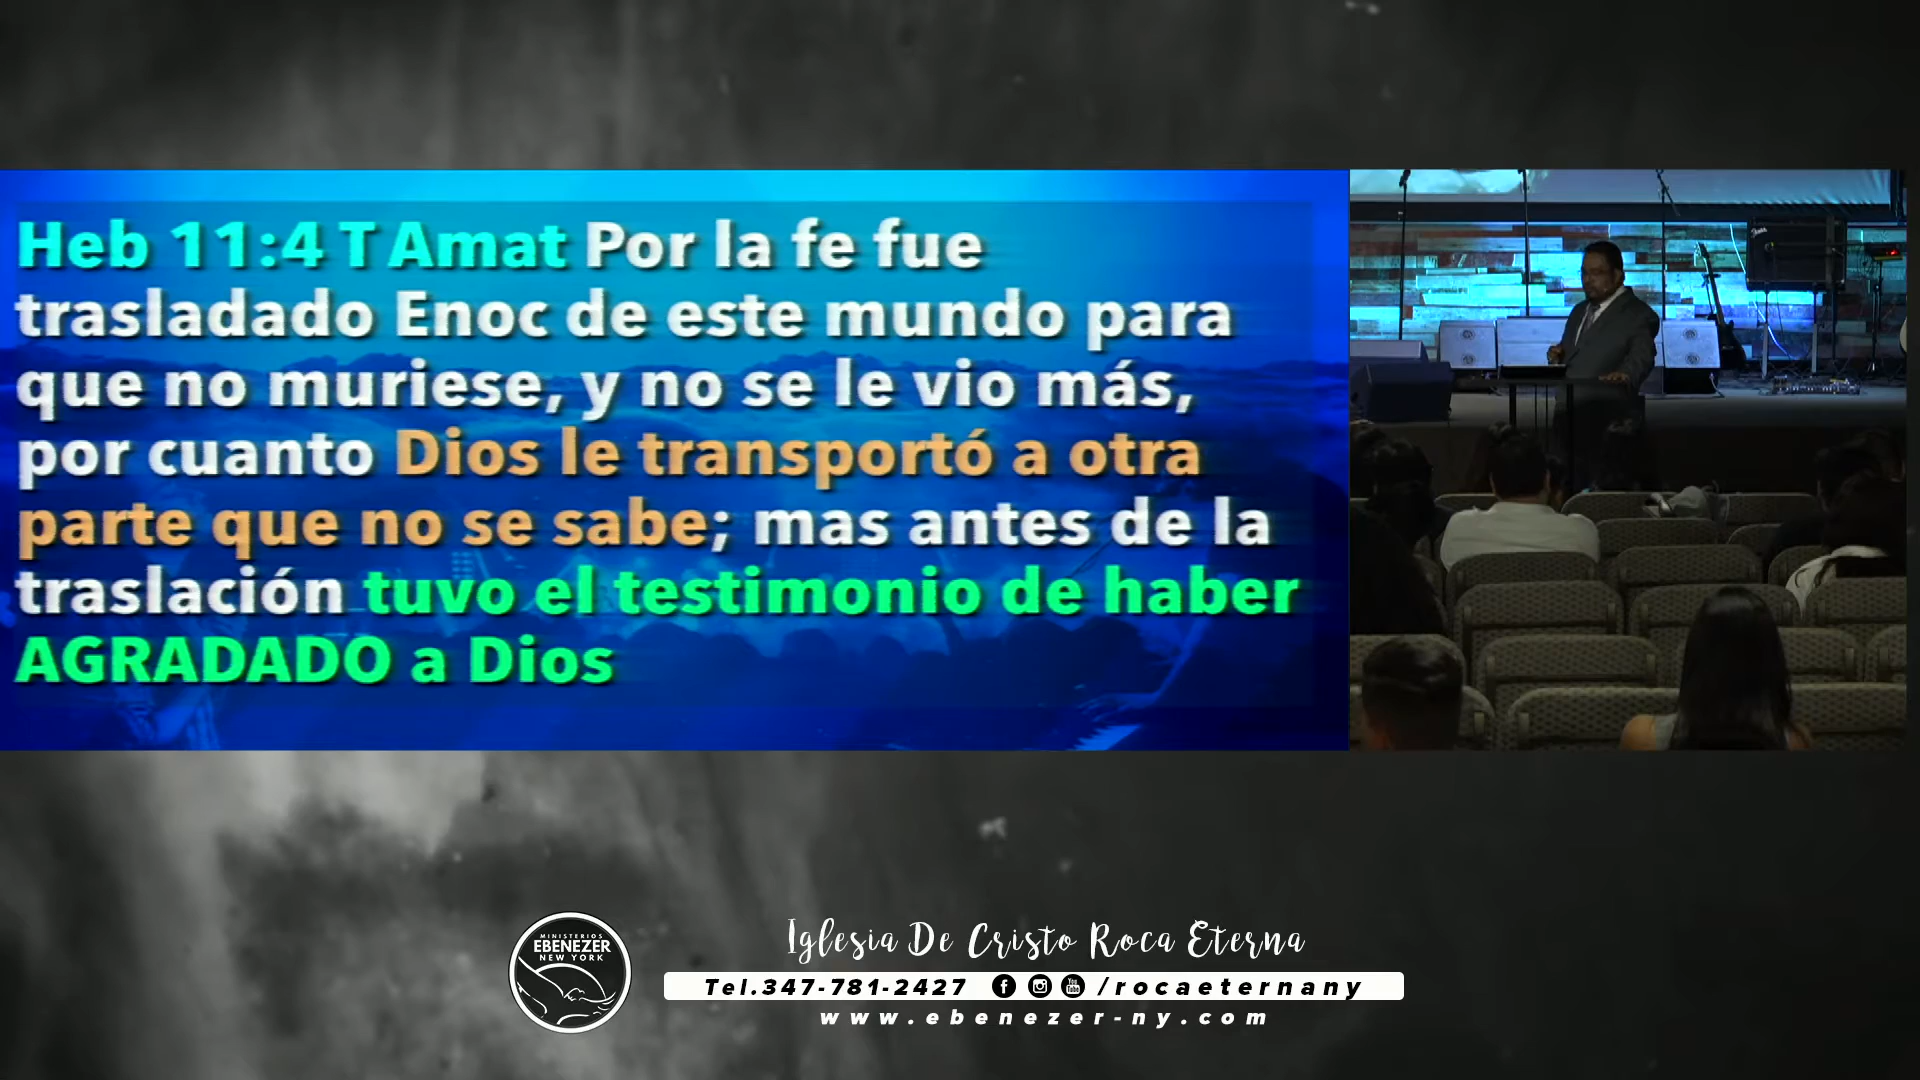 Heb 11:4 T Amat Por la fe fue
trasladado Enoc de este mundo para
que no muriese, y no se le vio más,
por cuanto Dios le transportó a otra
parte que no se sabe; mas antes de la
traslación tuvo el testimonio de haber
AGRADADO a Dios
MINISTERIOS
EBENEZER
NEW YORK
Iglesia De Cristo Roca Eterna
Tel.347-781-2427 /rocaeternany
www.ebenezer-ny.com